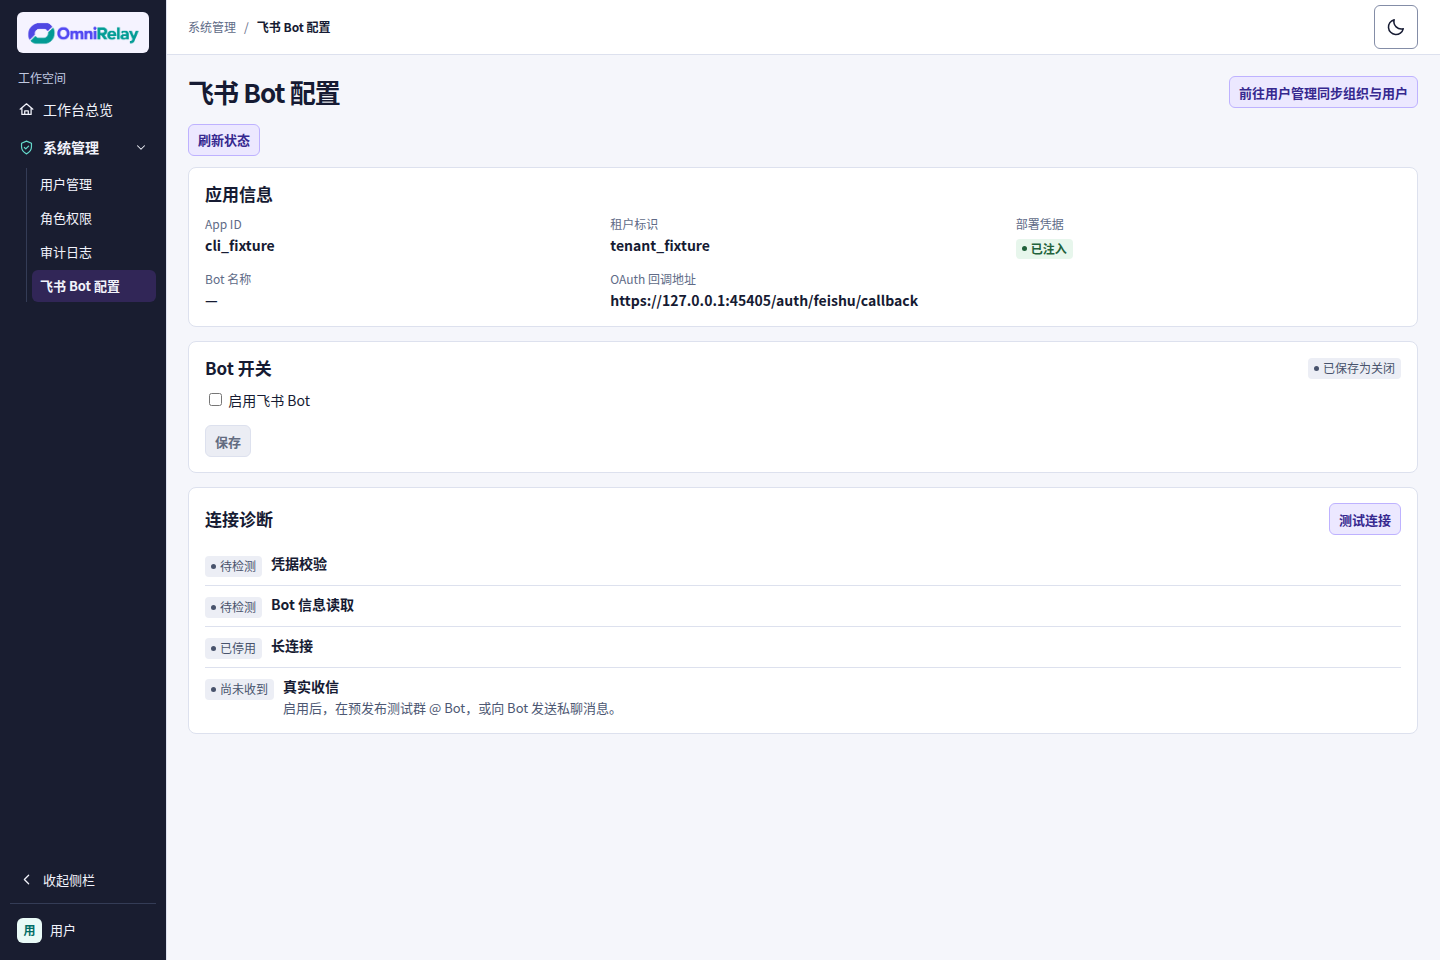 OmniRelay
工作空间
工作台总览
系统管理
用户管理
角色权限
审计日志
飞书 Bot 配置
收起侧栏
用 用户
系统管理 / 飞书 Bot 配置
飞书 Bot 配置
前往用户管理同步组织与用户
刷新状态
应用信息
App ID
cli_fixture
租户标识
tenant_fixture
部署凭据
已注入
Bot 名称
—
OAuth 回调地址
https://127.0.0.1:45405/auth/feishu/callback
Bot 开关
已保存为关闭
启用飞书 Bot
保存
连接诊断
测试连接
待检测 凭据校验
待检测 Bot 信息读取
已停用 长连接
尚未收到 真实收信
启用后，在预发布测试群 @ Bot，或向 Bot 发送私聊消息。